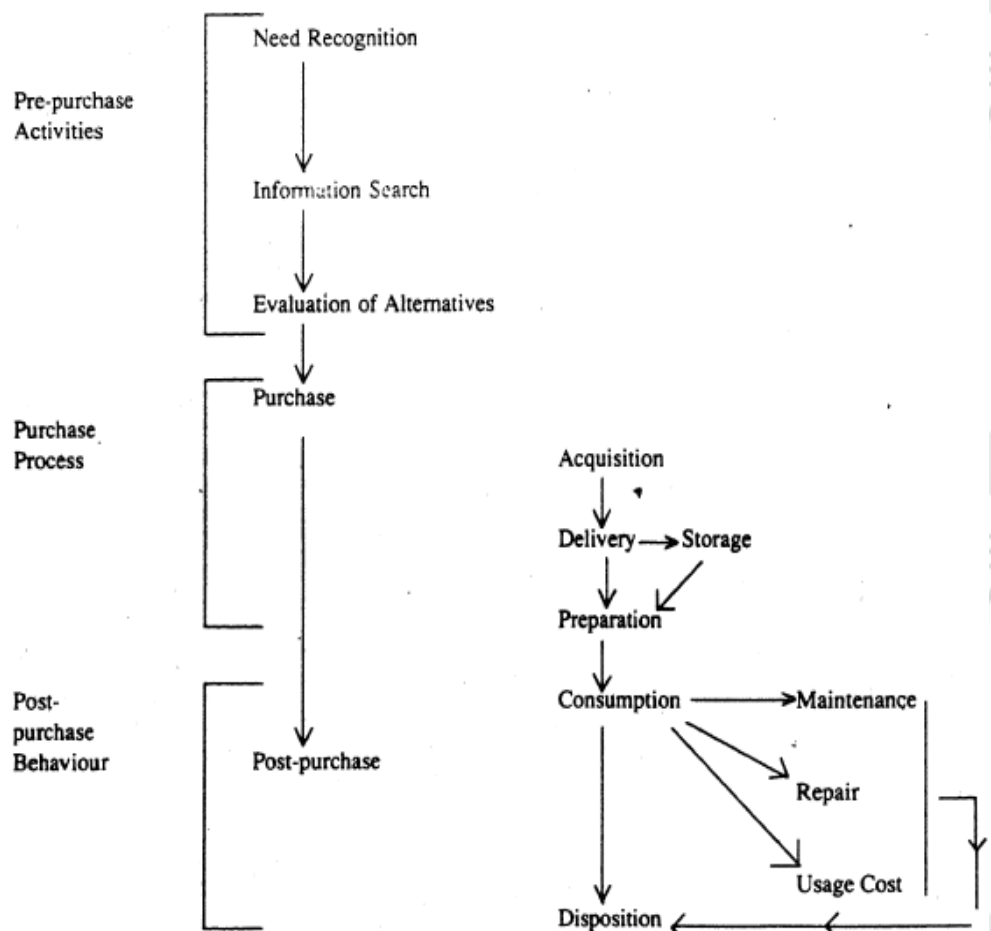 Need Recognition
Pre-purchase
Activities
Information Search
Evaluation of Alternatives
Purchase
Purchase
Process
Acquisition
Delivery
Storage
Preparation
Post-
purchase
Behaviour
Consumption
Maintenance
Post-purchase
Repair
Usage Cost
Disposition